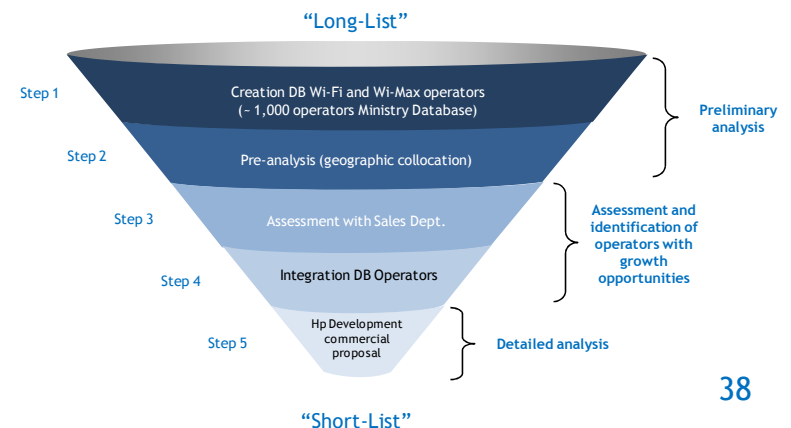 “Long-List”
Step 1
Creation DB Wi-Fi and Wi-Max operators
(~ 1,000 operators Ministry Database)
Preliminary
analysis
Step 2
Pre-analysis (geographic collocation)
Step 3
Assessment with Sales Dept.
Assessment and
identification of
operators with
growth
opportunities
Step 4
Integration DB Operators
Step 5
Hp Development
commercial
proposal
Detailed analysis
38
“Short-List”